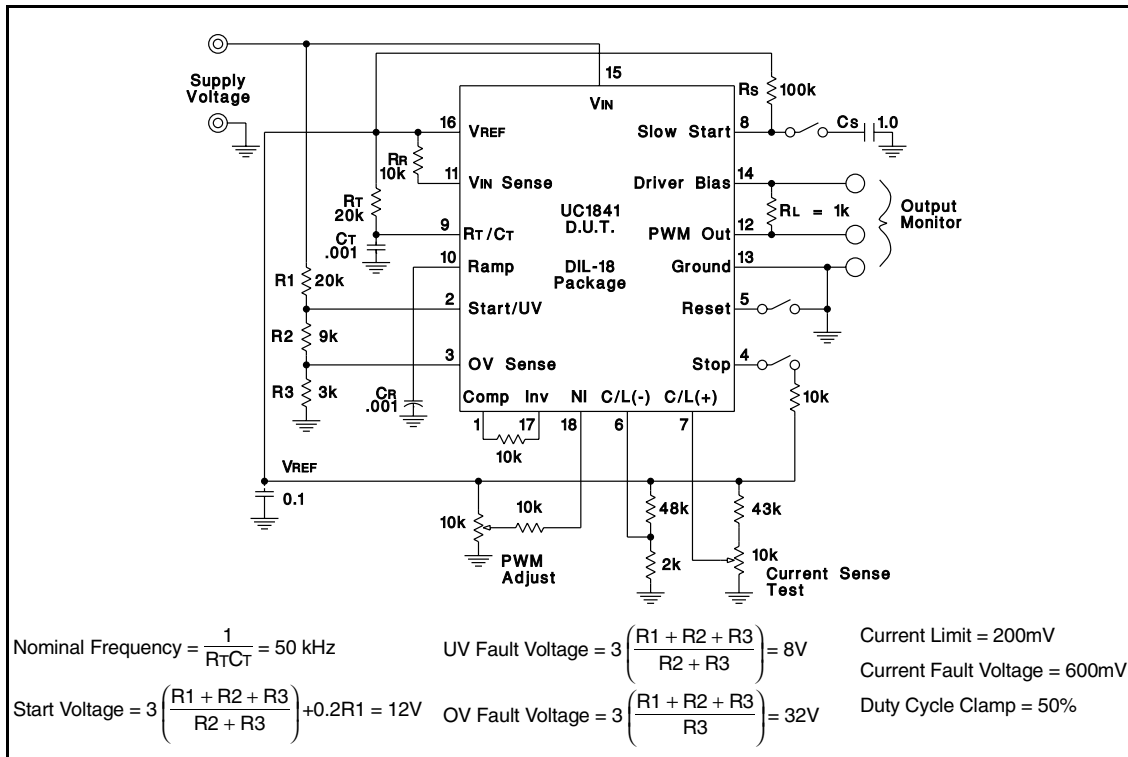 Supply
Voltage
15
VIN
RS 100k
16 VREF
Slow Start 8
CS 1.0
RR
10k
11 VIN Sense
Driver Bias 14
RT
20k
UC1841
D.U.T.
RL = 1k
Output
Monitor
9 RT/CT
PWM Out 12
CT
.001
10 Ramp
DIL-18
Package
Ground 13
R1 20k
2 Start/UV
Reset 5
R2 9k
3 OV Sense
Stop 4
R3 3k
CR
.001
10k
Comp Inv NI C/L(-) C/L(+)
1 17 18 6 7
10k
VREF
0.1
10k
10k
48k
43k
PWM
Adjust
2k
10k
Current Sense
Test
Nominal Frequency = 1 / RTCT = 50 kHz
UV Fault Voltage = 3 ( R1 + R2 + R3 / R2 + R3 ) = 8V
Current Limit = 200mV
Current Fault Voltage = 600mV
Start Voltage = 3 ( R1 + R2 + R3 / R2 + R3 ) +0.2R1 = 12V
OV Fault Voltage = 3 ( R1 + R2 + R3 / R3 ) = 32V
Duty Cycle Clamp = 50%